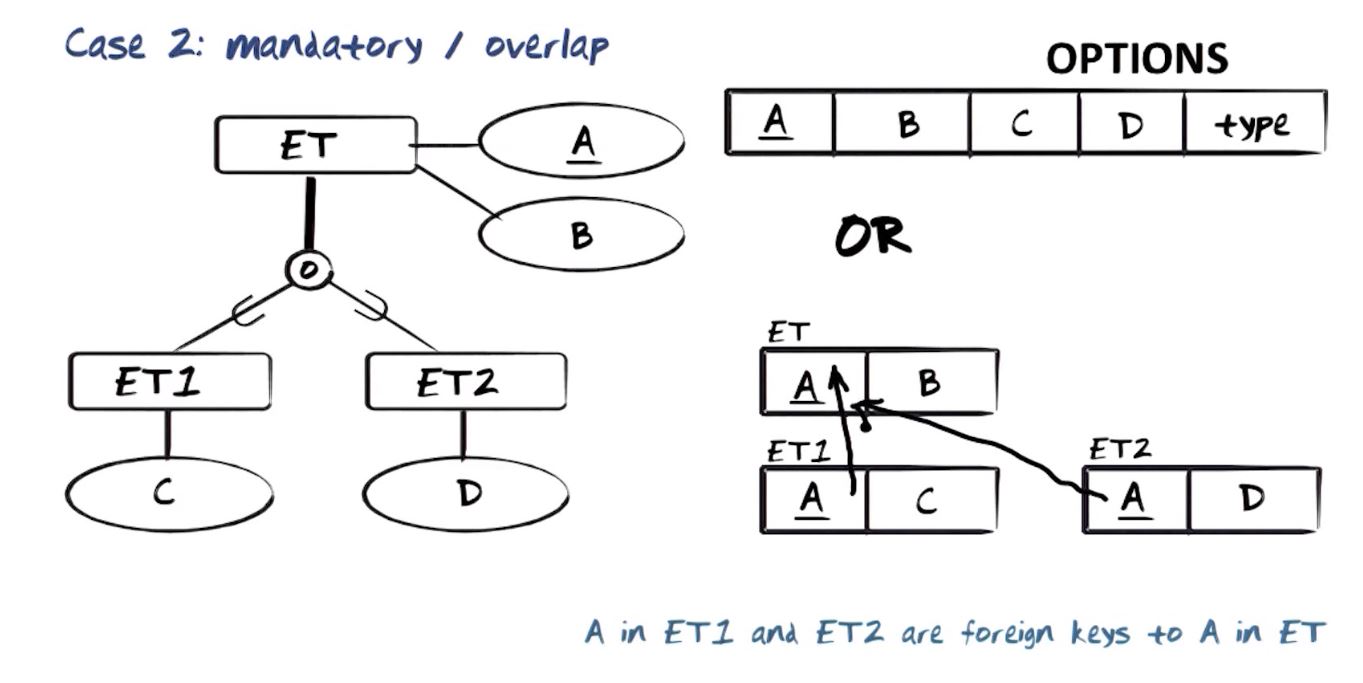 Case 2: mandatory / overlap
OPTIONS
ET
A
B
O
ET1
ET2
C
D
A B C D type
OR
ET
A B
ET1
A C
ET2
A D
A in ET1 and ET2 are foreign keys to A in ET